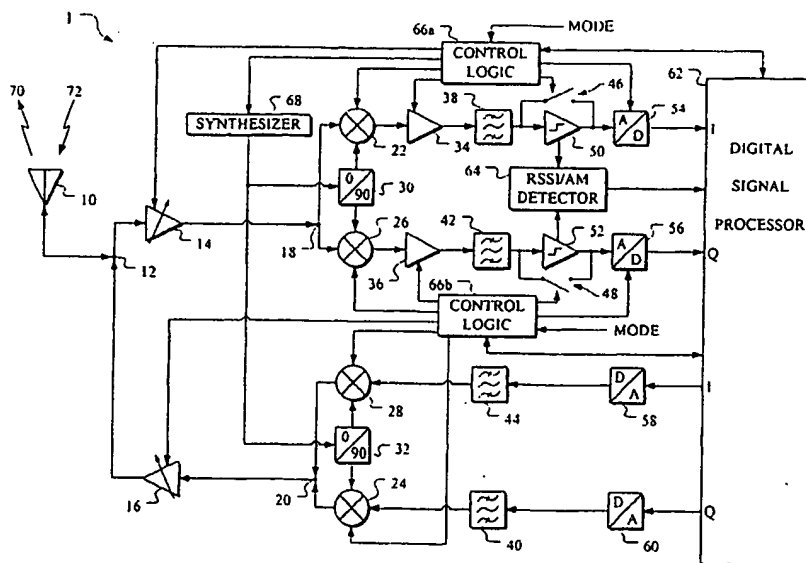 1
66a
MODE
CONTROL
LOGIC
62
70
72
68
SYNTHESIZER
38
46
A
D
54
I
22
34
50
DIGITAL
SIGNAL
PROCESSOR
0
90
30
64
RSSI/AM
DETECTOR
10
14
26
42
52
A
D
56
Q
12
18
36
66b
48
CONTROL
LOGIC
MODE
28
44
D
A
58
I
0
90
32
16
20
24
40
D
A
60
Q